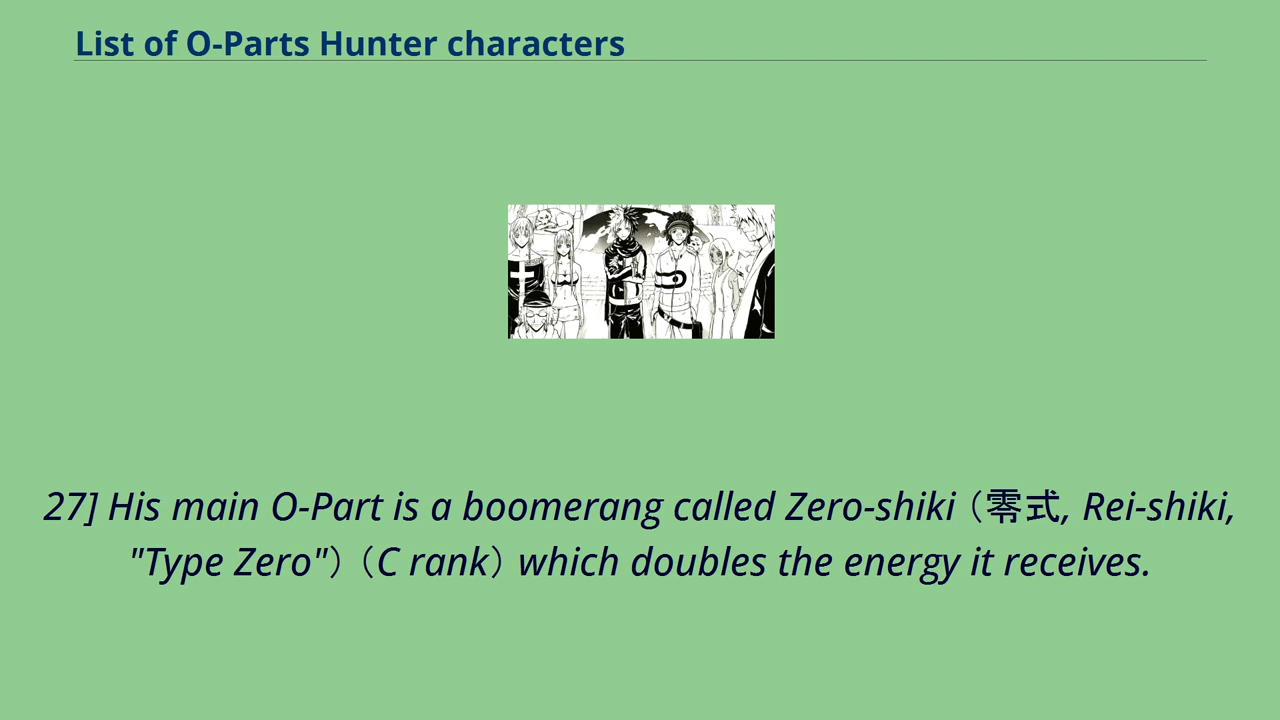 List of O-Parts Hunter characters
27] His main O-Part is a boomerang called Zero-shiki（零式, Rei-shiki,
"Type Zero"）（C rank）which doubles the energy it receives.